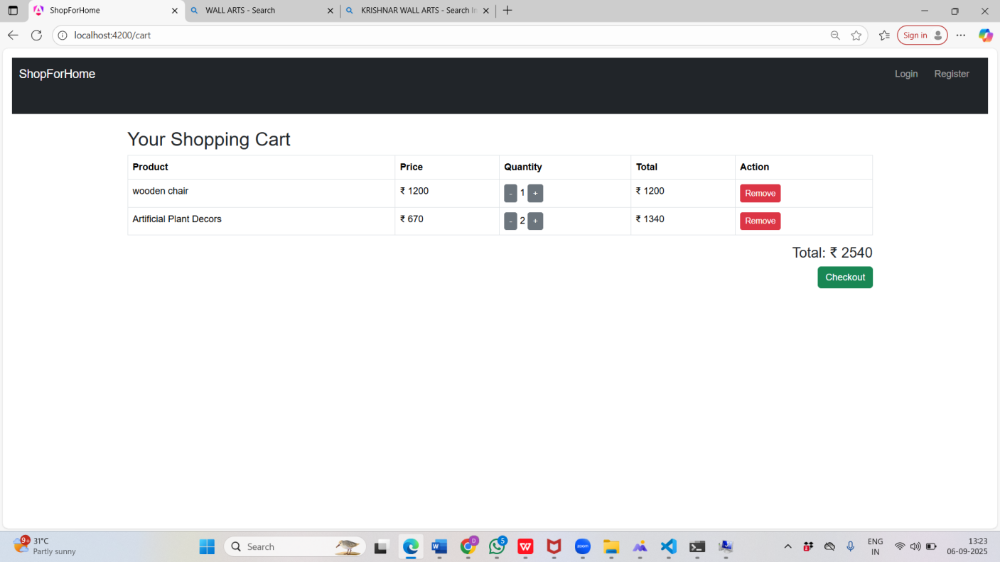 ShopForHome
WALL ARTS - Search
KRISHNAR WALL ARTS - Search In
localhost:4200/cart
Sign in
ShopForHome
Login Register
Your Shopping Cart
Product Price Quantity Total Action
wooden chair ₹ 1200 - 1 + ₹ 1200 Remove
Artificial Plant Decors ₹ 670 - 2 + ₹ 1340 Remove
Total: ₹ 2540
Checkout
9+ 31°C
Partly sunny
Search
D
5
zoom
ENG
IN
13:23
06-09-2025